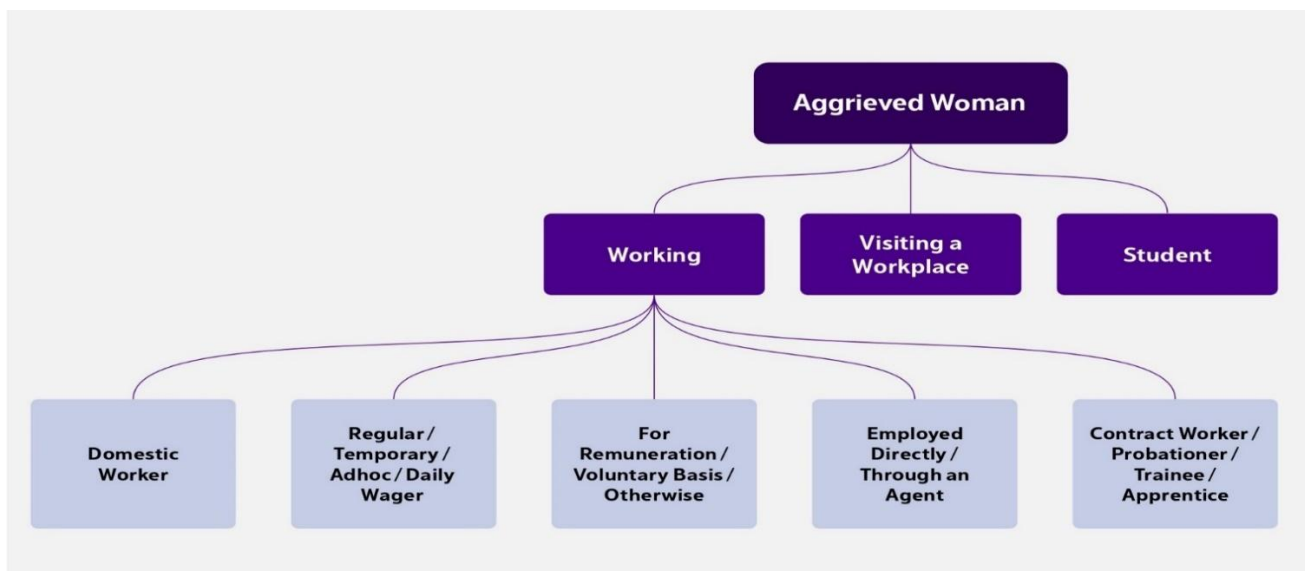 Aggrieved Woman
Working
Visiting a
Workplace
Student
Domestic
Worker
Regular /
Temporary /
Adhoc / Daily
Wager
For
Remuneration /
Voluntary Basis /
Otherwise
Employed
Directly /
Through an
Agent
Contract Worker /
Probationer /
Trainee /
Apprentice